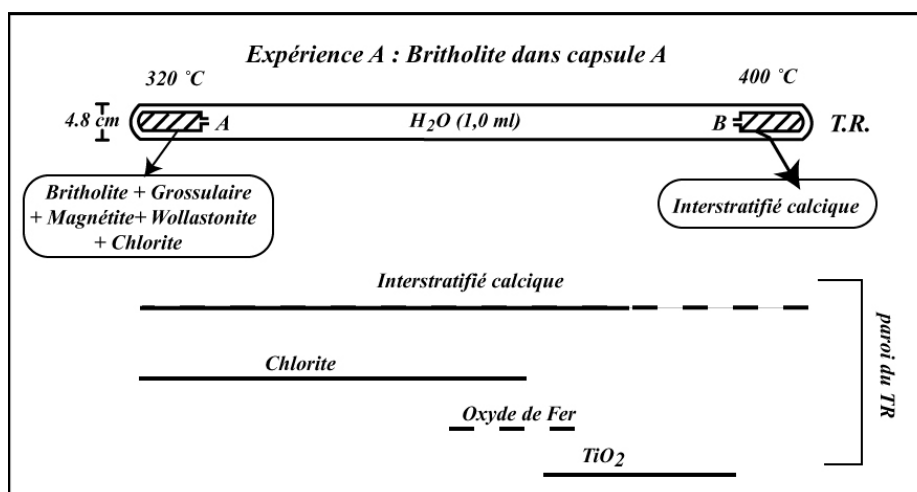 Expérience A : Britholite dans capsule A
320 °C
400 °C
4.8 cm
A
H2O (1,0 ml)
B
T.R.
Britholite + Grossulaire
+ Magnétite+ Wollastonite
+ Chlorite
Interstratifié calcique
Interstratifié calcique
Chlorite
Oxyde de Fer
TiO2
paroi du TR